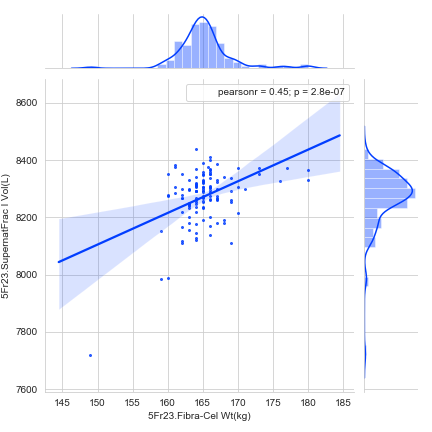 pearsonr = 0.45; p = 2.8e-07
8600
8400
8200
8000
7800
7600
5Fr23.SupernatFrac I Vol(L)
145 150 155 160 165 170 175 180 185
5Fr23.Fibra-Cel Wt(kg)